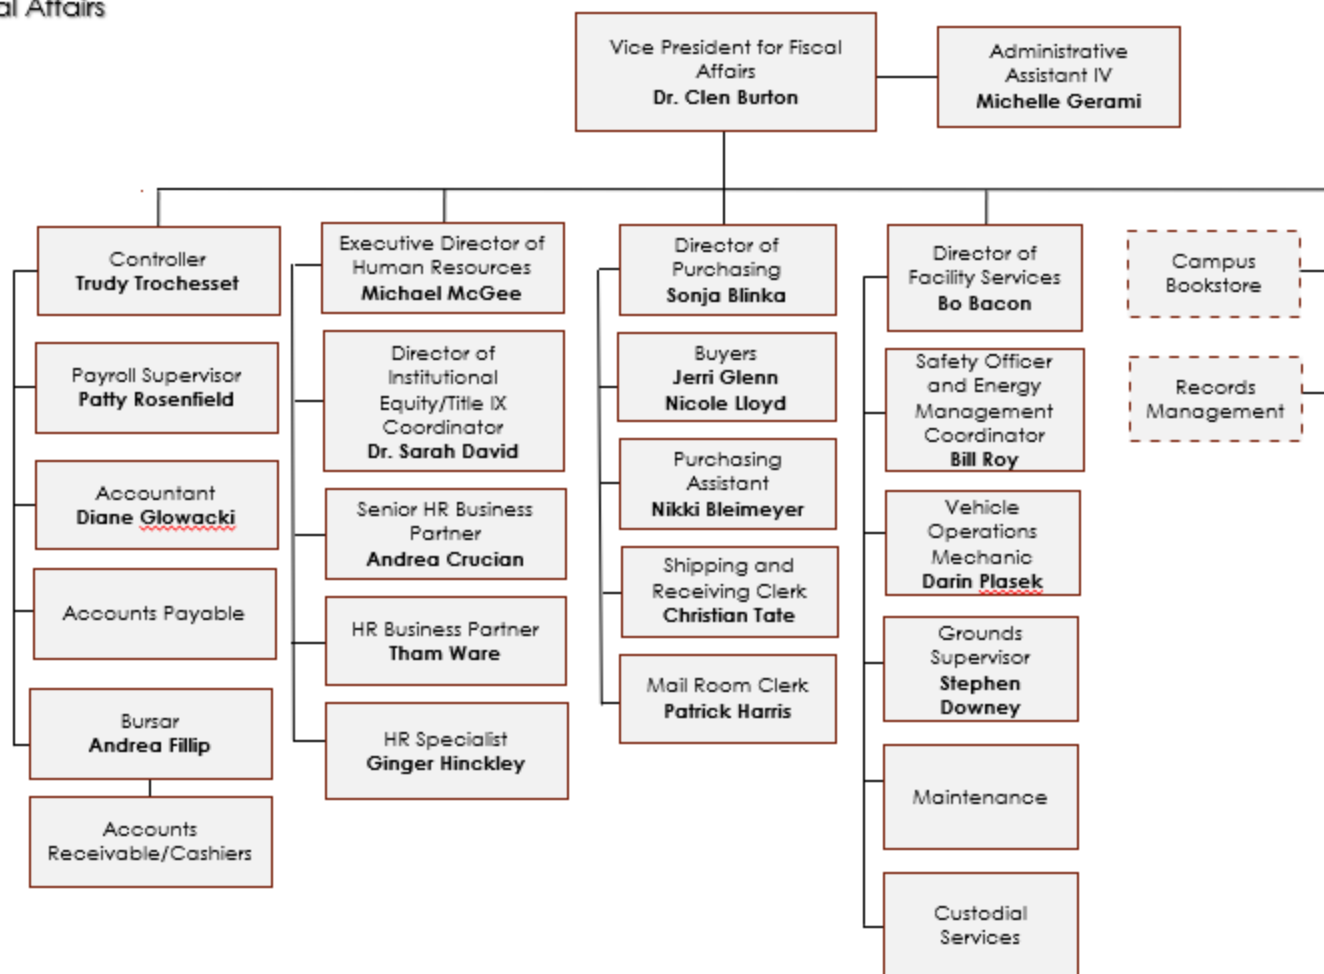 al Affairs
Vice President for Fiscal
Affairs
Dr. Clen Burton
Administrative
Assistant IV
Michelle Gerami
Controller
Trudy Trochesset
Payroll Supervisor
Patty Rosenfield
Accountant
Diane Glowacki
Accounts Payable
Bursar
Andrea Fillip
Accounts
Receivable/Cashiers
Executive Director of
Human Resources
Michael McGee
Director of
Institutional
Equity/Title IX
Coordinator
Dr. Sarah David
Senior HR Business
Partner
Andrea Crucian
HR Business Partner
Tham Ware
HR Specialist
Ginger Hinckley
Director of
Purchasing
Sonja Blinka
Buyers
Jerri Glenn
Nicole Lloyd
Purchasing
Assistant
Nikki Bleimeyer
Shipping and
Receiving Clerk
Christian Tate
Mail Room Clerk
Patrick Harris
Director of
Facility Services
Bo Bacon
Safety Officer
and Energy
Management
Coordinator
Bill Roy
Vehicle
Operations
Mechanic
Darin Plasek
Grounds
Supervisor
Stephen
Downey
Maintenance
Custodial
Services
Campus
Bookstore
Records
Management